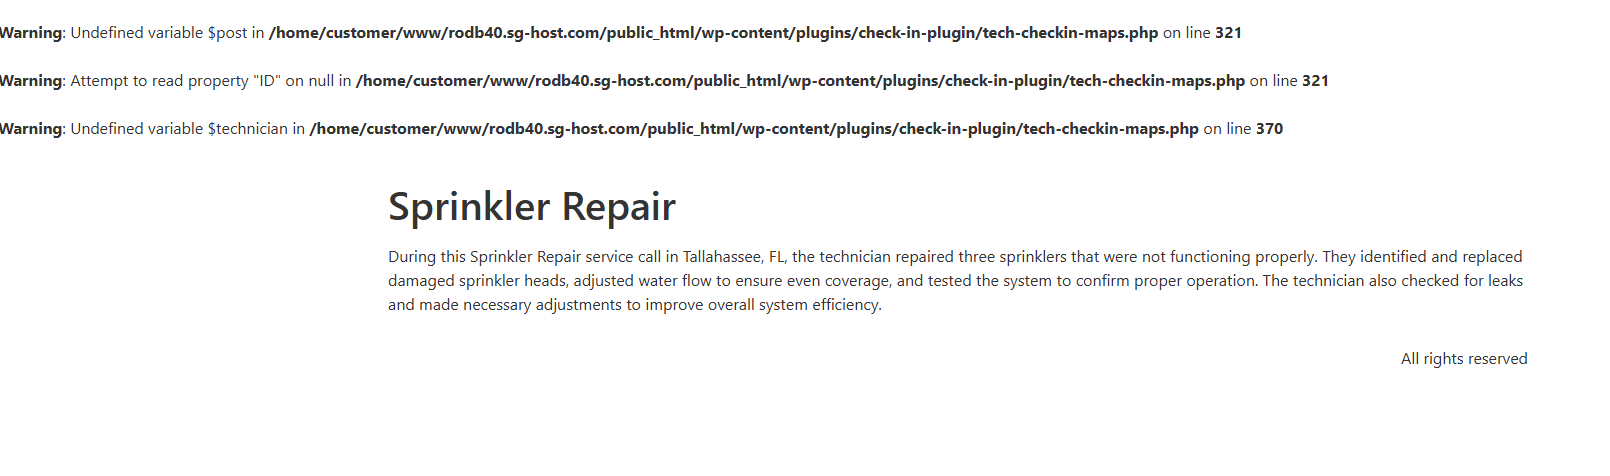 Warning: Undefined variable $post in /home/customer/www/rodb40.sg-host.com/public_html/wp-content/plugins/check-in-plugin/tech-checkin-maps.php on line 321
Warning: Attempt to read property "ID" on null in /home/customer/www/rodb40.sg-host.com/public_html/wp-content/plugins/check-in-plugin/tech-checkin-maps.php on line 321
Warning: Undefined variable $technician in /home/customer/www/rodb40.sg-host.com/public_html/wp-content/plugins/check-in-plugin/tech-checkin-maps.php on line 370
Sprinkler Repair
During this Sprinkler Repair service call in Tallahassee, FL, the technician repaired three sprinklers that were not functioning properly. They identified and replaced
damaged sprinkler heads, adjusted water flow to ensure even coverage, and tested the system to confirm proper operation. The technician also checked for leaks
and made necessary adjustments to improve overall system efficiency.
All rights reserved